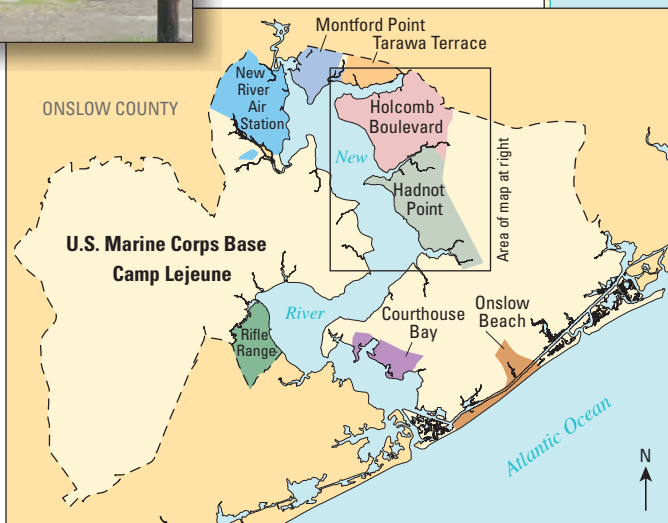 Montford Point
Tarawa Terrace
New
River
Air
Station
ONSLOW COUNTY
Holcomb
Boulevard
New
Hadnot
Point
Area of map at right
U.S. Marine Corps Base
Camp Lejeune
River
Rifle
Range
Courthouse
Bay
Onslow
Beach
Atlantic Ocean
N